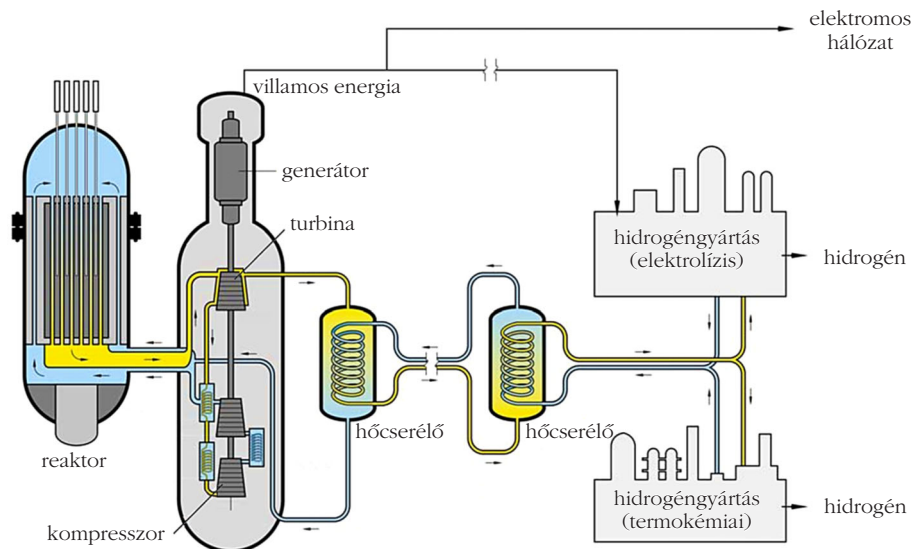 elektromos
hálózat
villamos energia
generátor
turbina
hidrogéngyártás
(elektrolízis)
hidrogén
hőcserélő
hőcserélő
reaktor
kompresszor
hidrogéngyártás
(termokémiai)
hidrogén